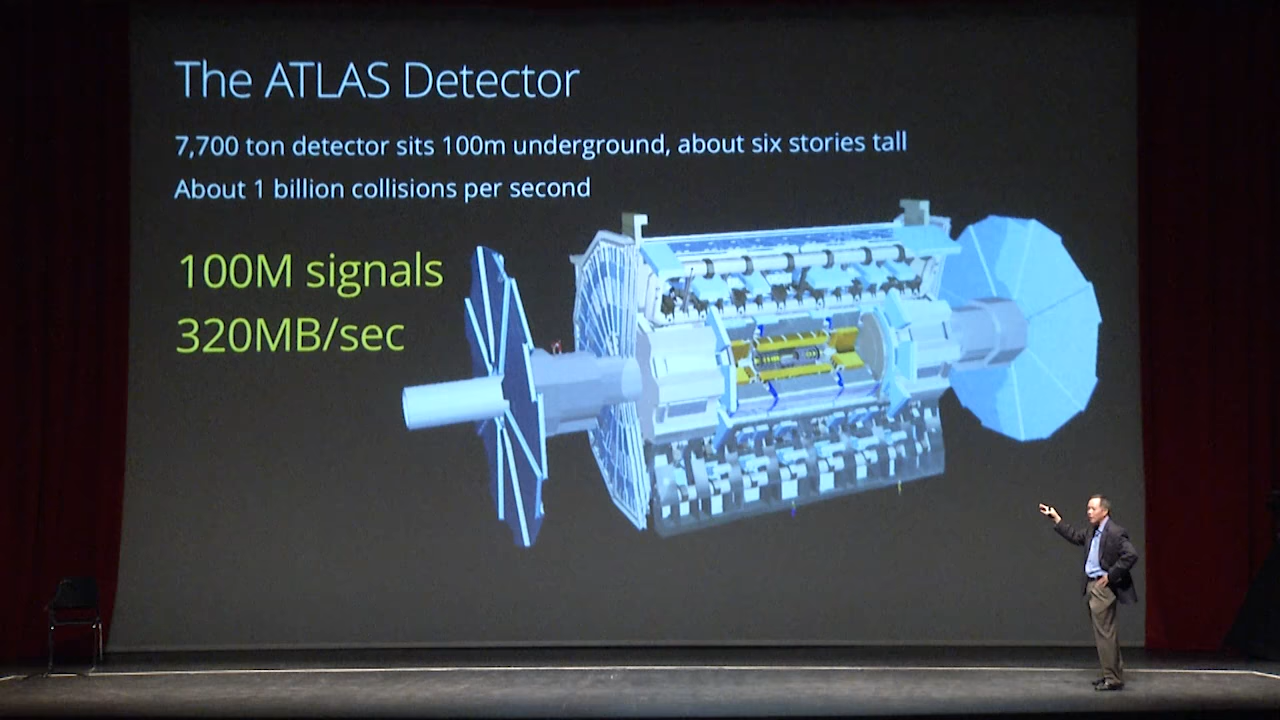 The ATLAS Detector
7,700 ton detector sits 100m underground, about six stories tall
About 1 billion collisions per second
100M signals
320MB/sec